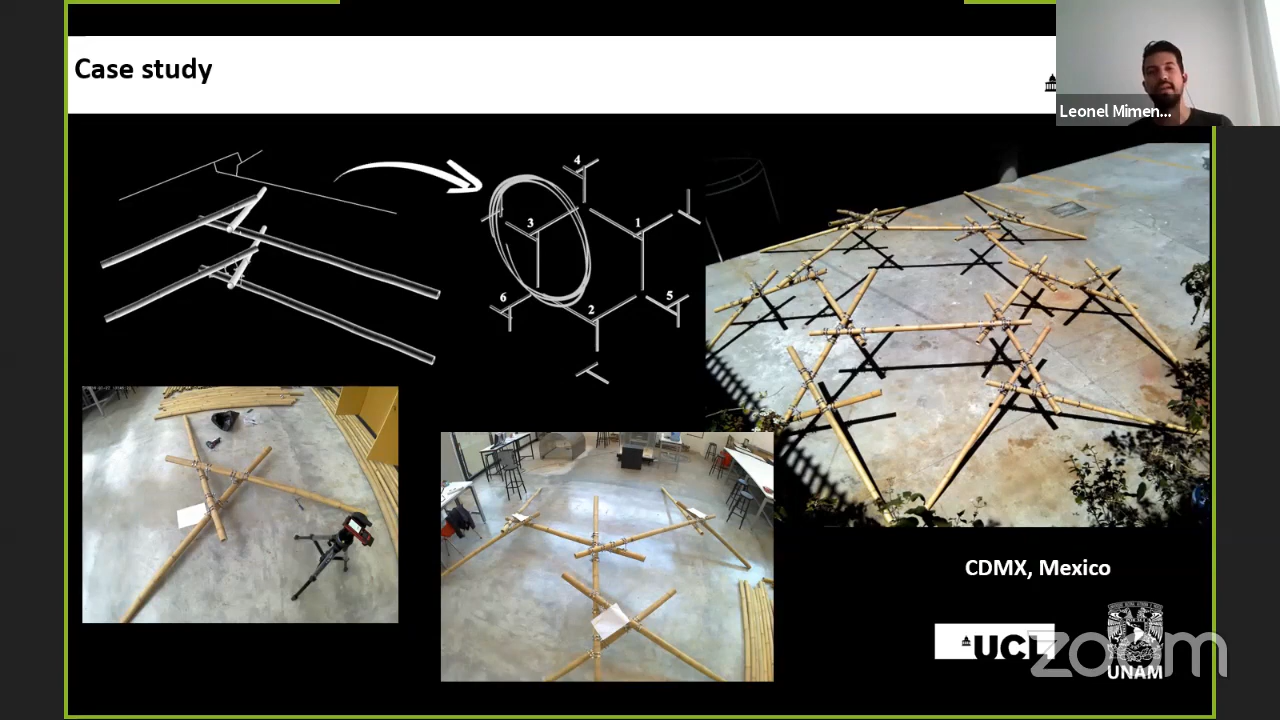 Case study
Leonel Mimen...
4
3
1
6
2
5
CDMX, Mexico
UCL
zoom
UNAM